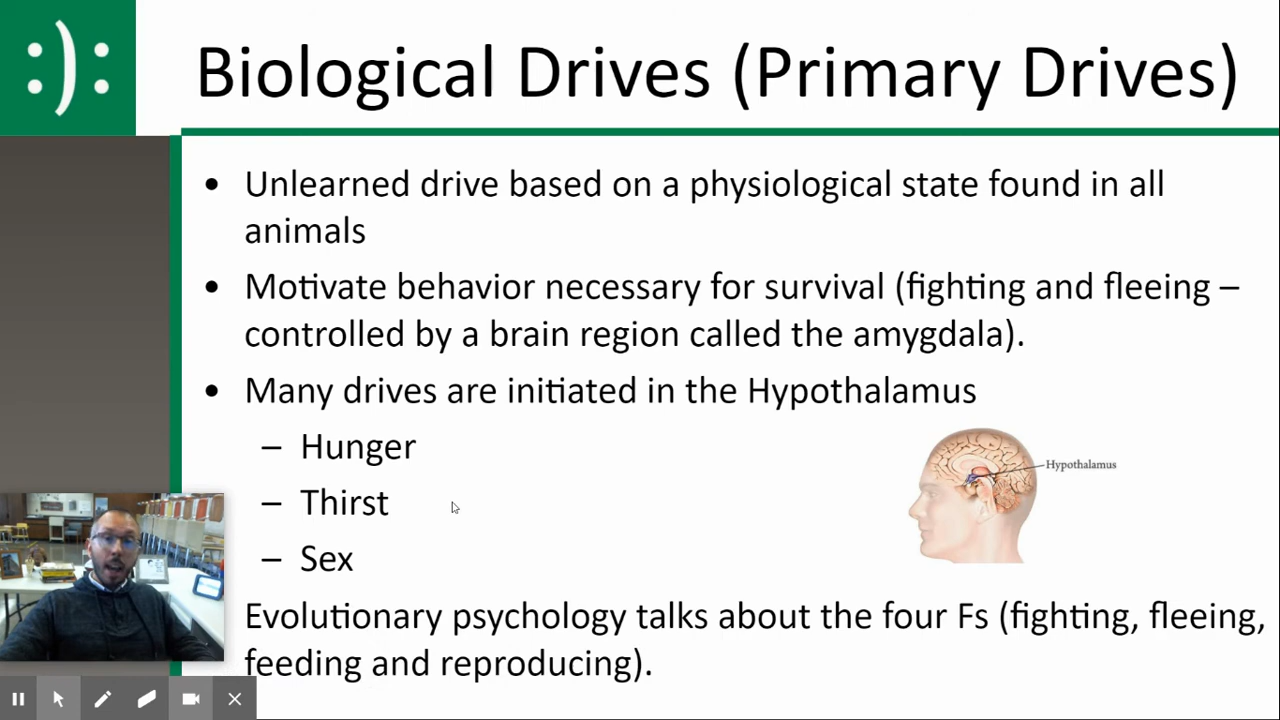 Biological Drives (Primary Drives)
• Unlearned drive based on a physiological state found in all
animals
• Motivate behavior necessary for survival (fighting and fleeing –
controlled by a brain region called the amygdala).
• Many drives are initiated in the Hypothalamus
– Hunger
Hypothalamus
– Thirst
– Sex
Evolutionary psychology talks about the four Fs (fighting, fleeing,
feeding and reproducing).